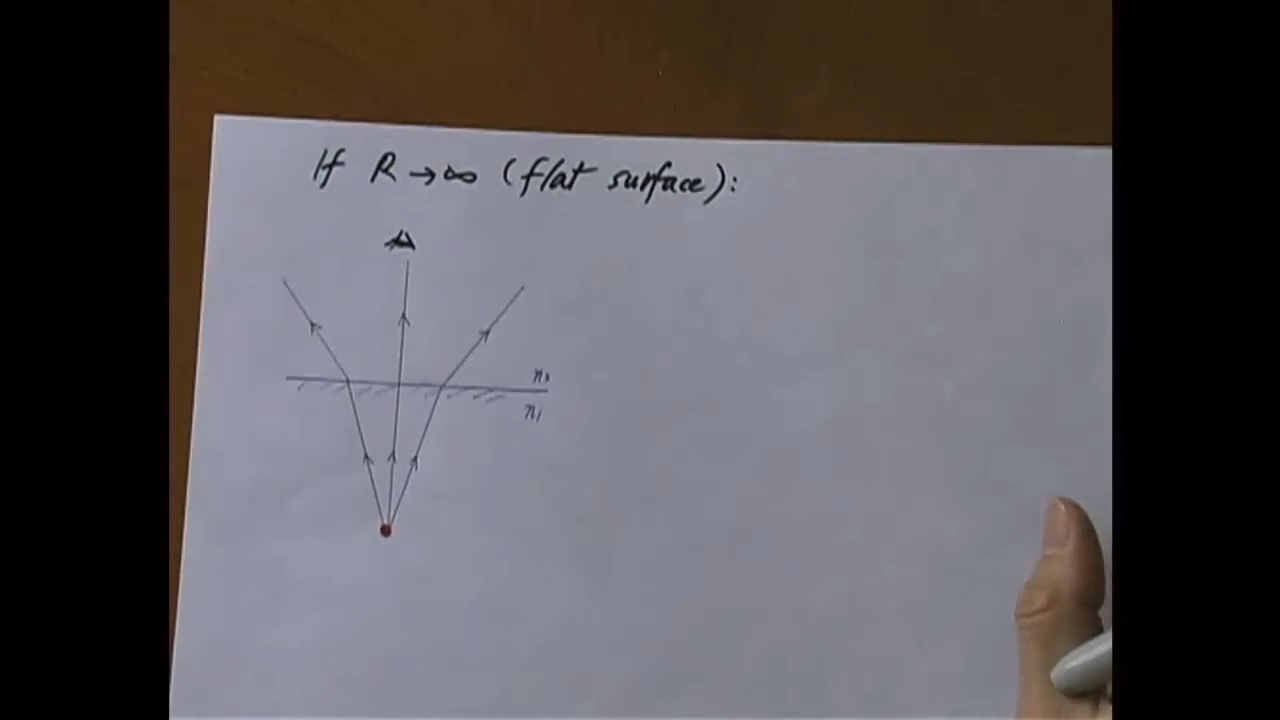 If R → ∞ (flat surface):
n₂
n₁